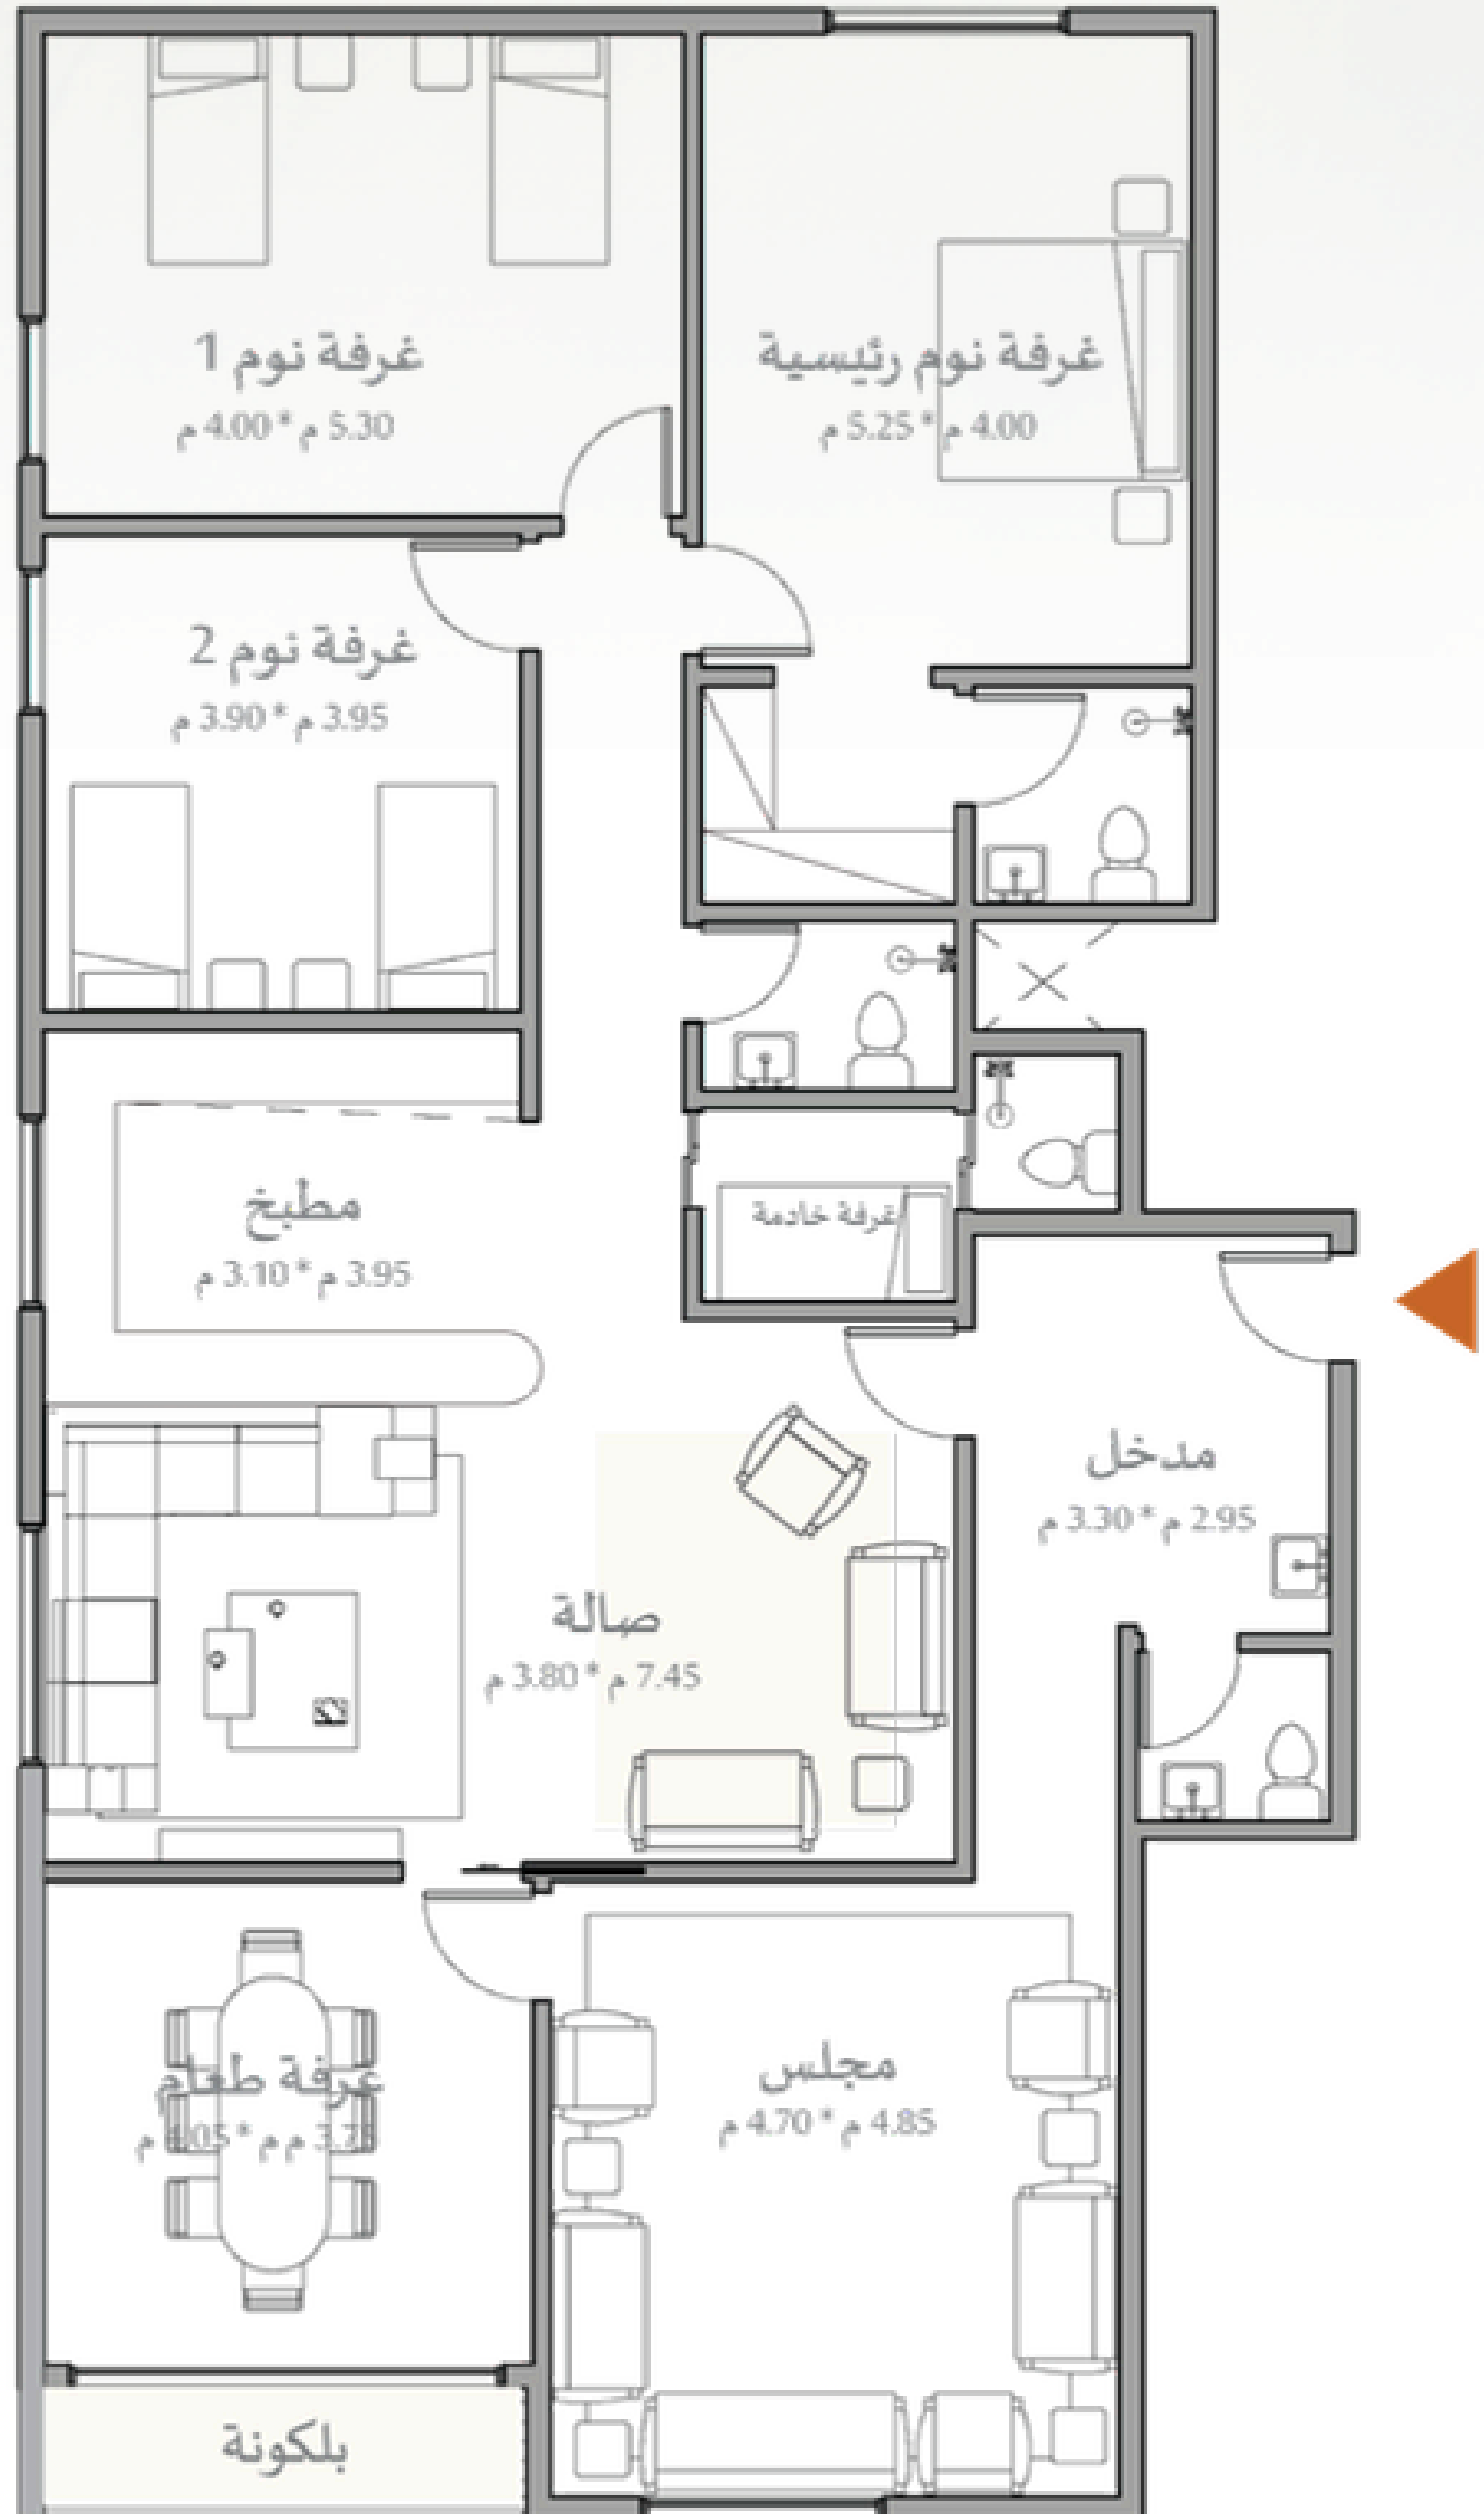 غرفة نوم 1
5.30 م * 4.00 م
غرفة نوم رئيسية
4.00 م * 5.25 م
غرفة نوم 2
3.95 م * 3.90 م
مطبخ
3.95 م * 3.10 م
غرفة خادمة
مدخل
2.95 م * 3.30 م
صالة
7.45 م * 3.80 م
غرفة طعام
مجلس
4.85 م * 4.70 م
بلكونة